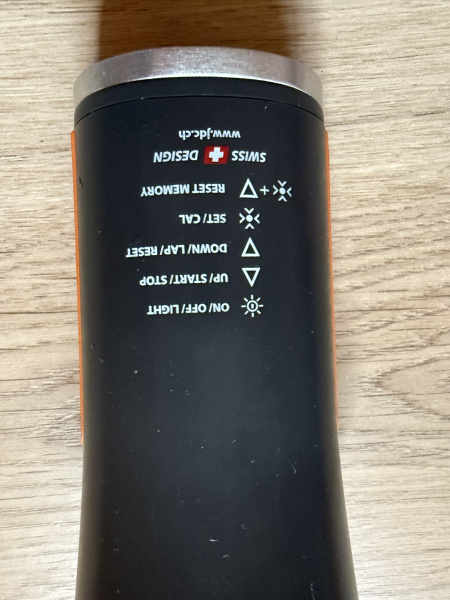 ON/ OFF/ LIGHT
UP/ START/ STOP
DOWN/ LAP/ RESET
SET/ CAL
+ RESET MEMORY
SWISS DESIGN
www.jdc.ch